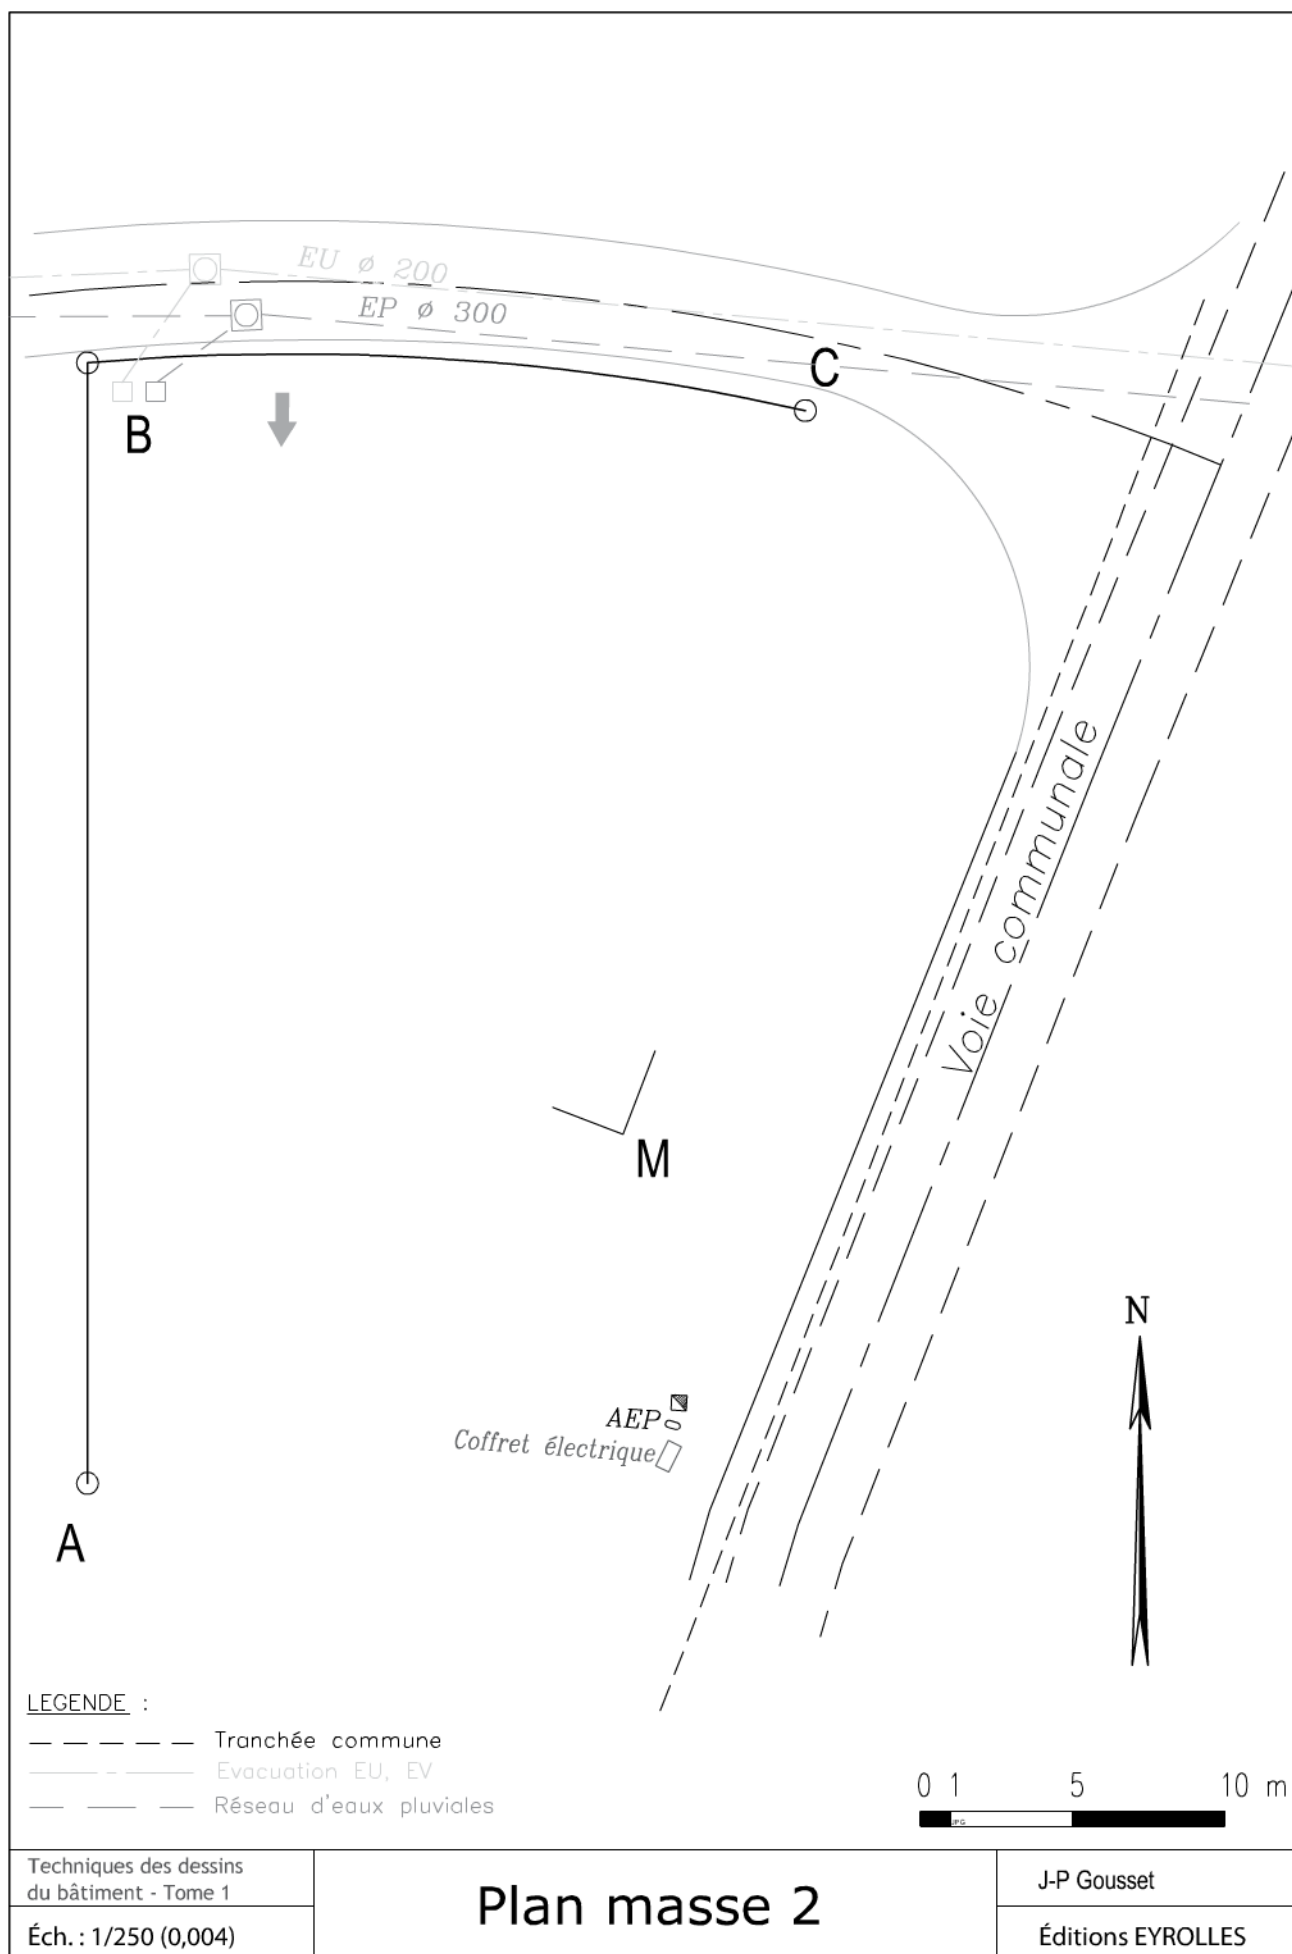 EU ø 200
EP ø 300
C
B
Voie communale
M
N
AEP
Coffret électrique
A
LEGENDE :
Tranchée commune
Evacuation EU, EV
Réseau d'eaux pluviales
0 1 5 10 m
JPG
Techniques des dessins
du bâtiment - Tome 1
Éch. : 1/250 (0,004)
Plan masse 2
J-P Gousset
Éditions EYROLLES